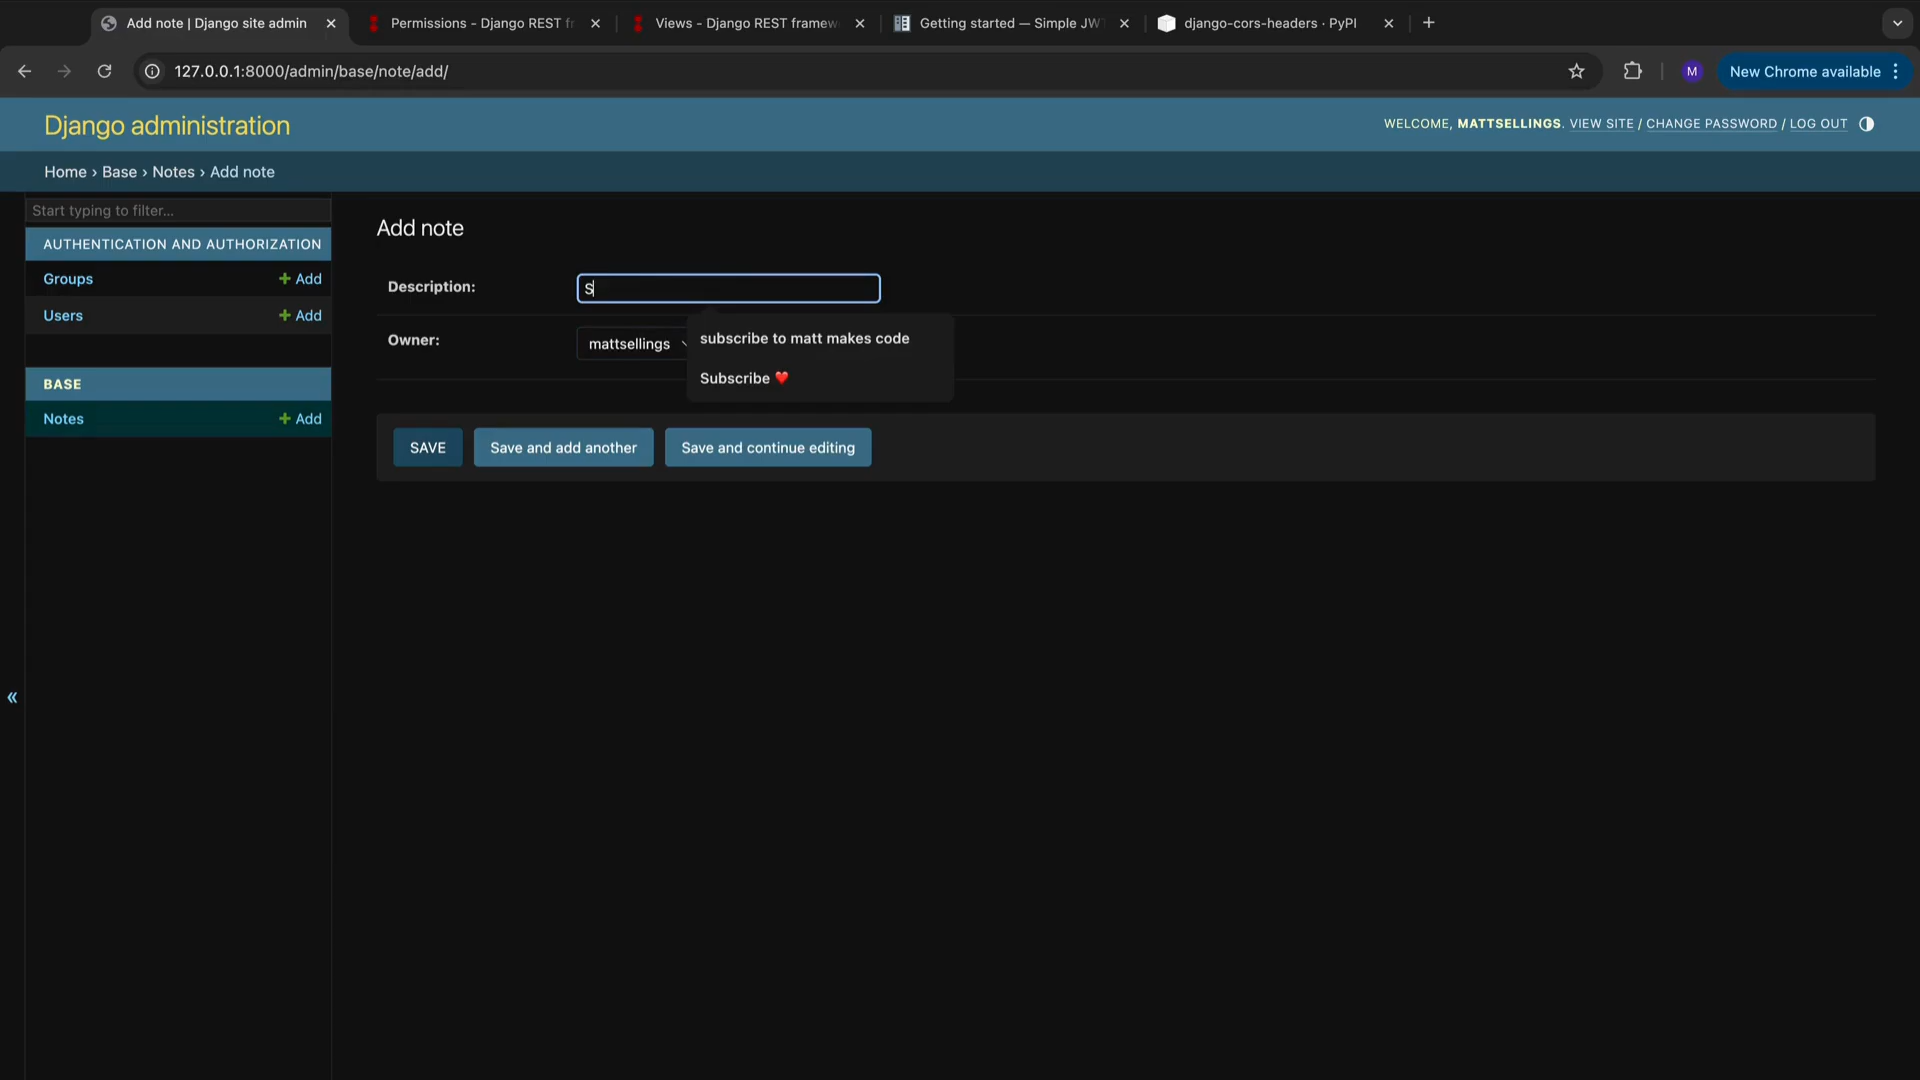 Add note | Django site admin
Permissions - Django REST fr
Views - Django REST framew
Getting started — Simple JWT
django-cors-headers · PyPI
127.0.0.1:8000/admin/base/note/add/
M
New Chrome available
Django administration
WELCOME, MATTSELLINGS. VIEW SITE / CHANGE PASSWORD / LOG OUT
Home › Base › Notes › Add note
Start typing to filter...
AUTHENTICATION AND AUTHORIZATION
Groups
+ Add
Users
+ Add
BASE
Notes
+ Add
«
Add note
Description:
S
subscribe to matt makes code
Subscribe ❤️
Owner:
mattsellings
SAVE
Save and add another
Save and continue editing